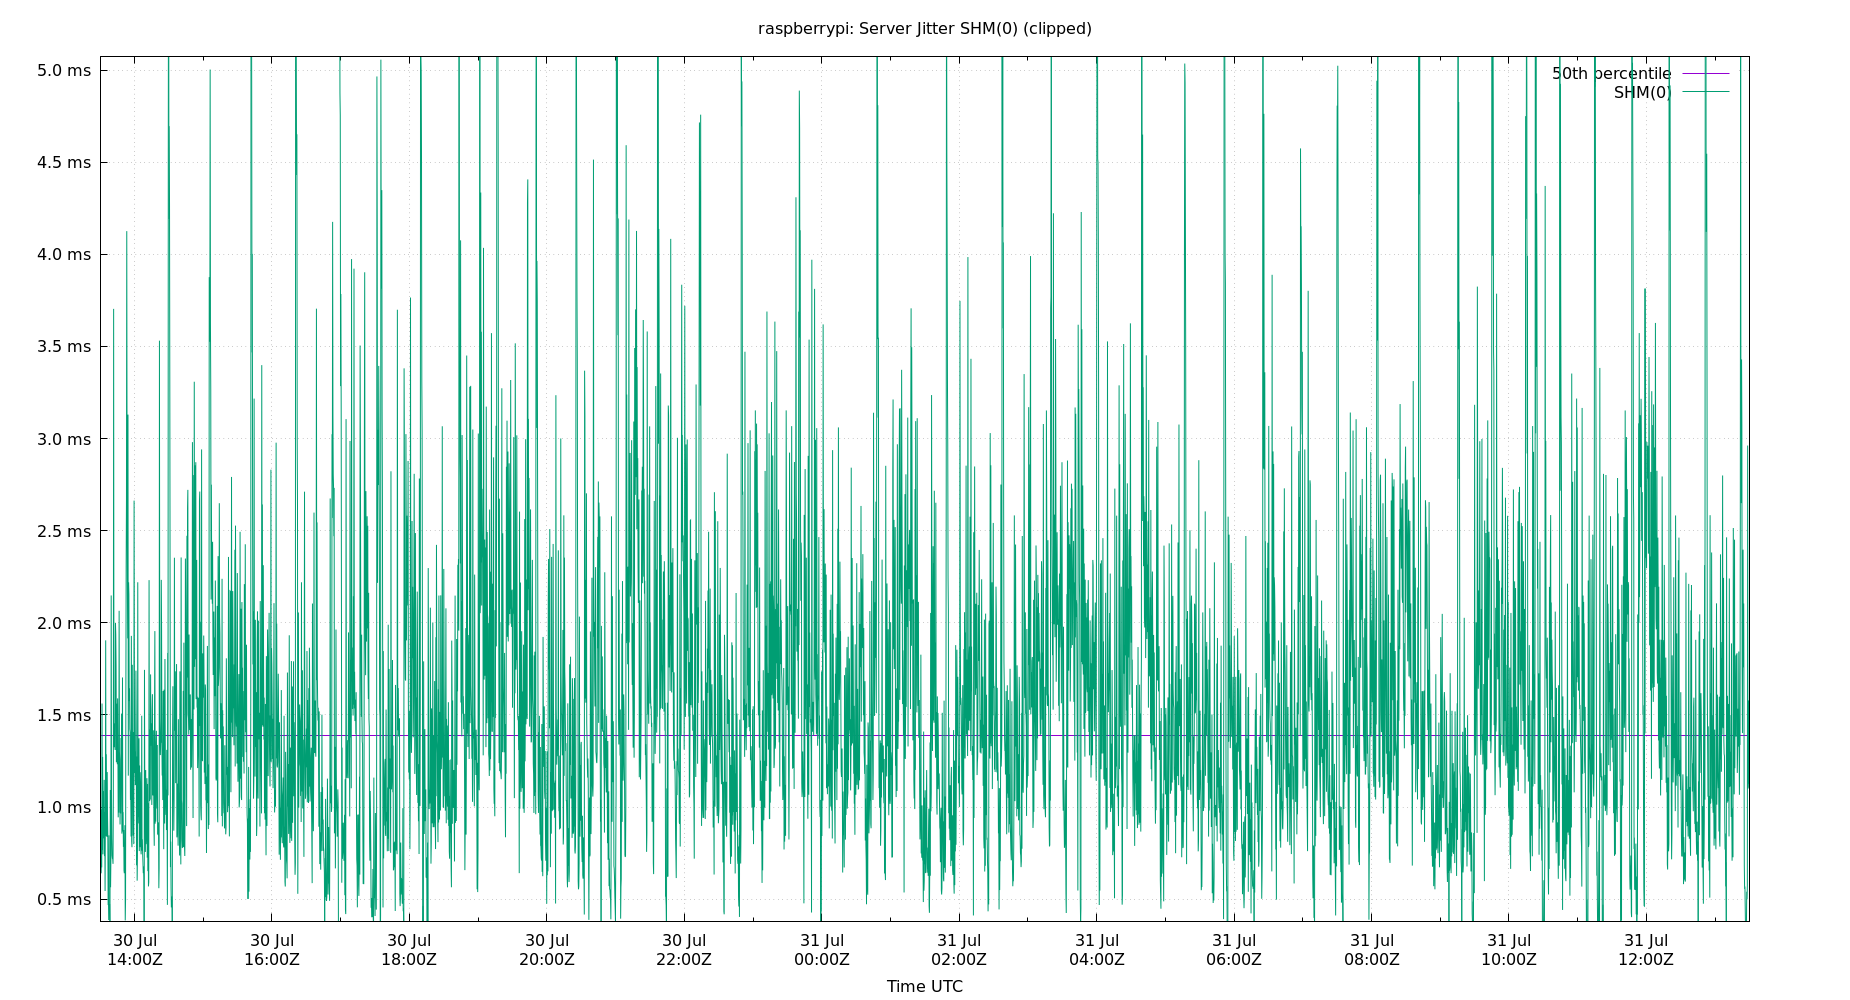 raspberrypi: Server Jitter SHM(0) (clipped)
5.0 ms
4.5 ms
4.0 ms
3.5 ms
3.0 ms
2.5 ms
2.0 ms
1.5 ms
1.0 ms
0.5 ms
50th percentile
SHM(0)
30 Jul 30 Jul 30 Jul 30 Jul 30 Jul 31 Jul 31 Jul 31 Jul 31 Jul 31 Jul 31 Jul 31 Jul
14:00Z 16:00Z 18:00Z 20:00Z 22:00Z 00:00Z 02:00Z 04:00Z 06:00Z 08:00Z 10:00Z 12:00Z
Time UTC